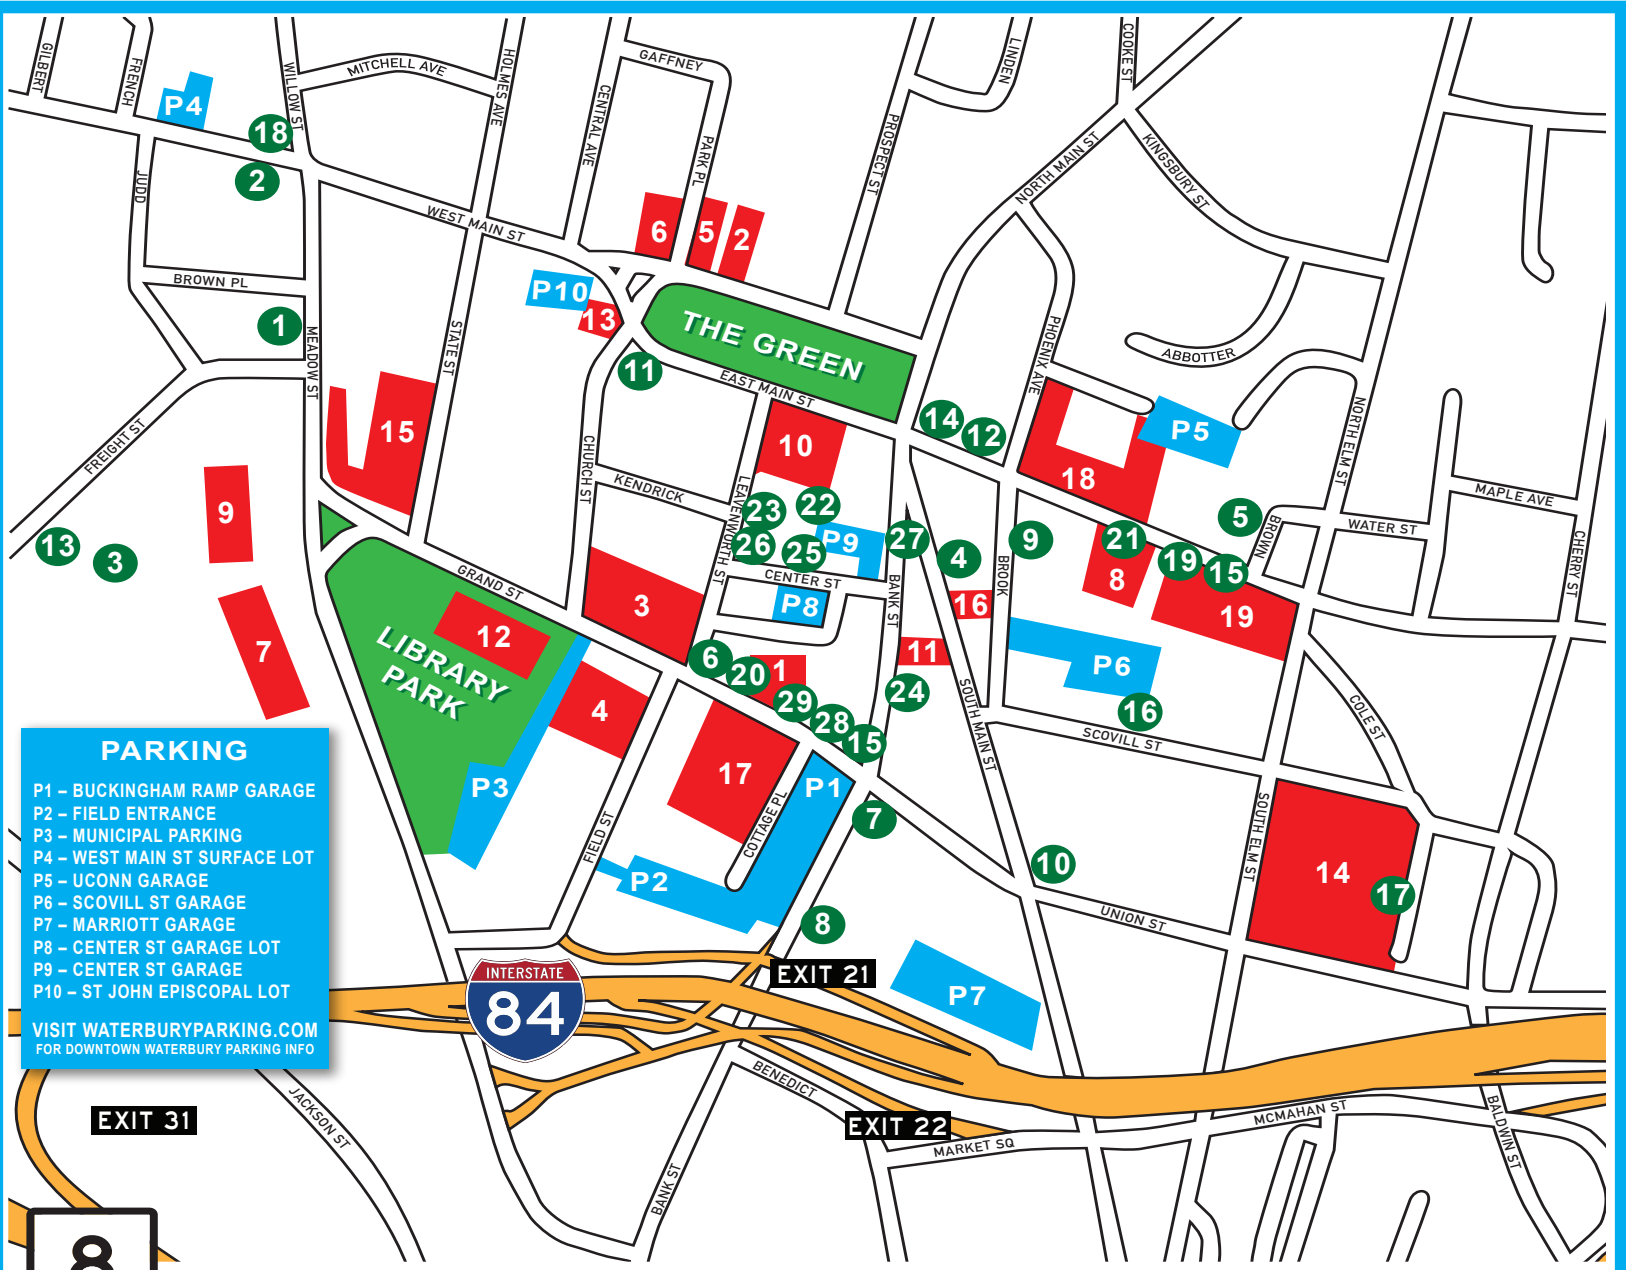 GILBERT
FRENCH
P4
18
WILLOW ST
MITCHELL AVE
HOLMES AVE
CENTRAL AVE
GAFFNEY
PARK PL
PROSPECT ST
LINDEN
COOKE ST
NORTH MAIN ST
KINGSBURY ST
JUDD
2
WEST MAIN ST
6
5
2
BROWN PL
1
MEADOW ST
STATE ST
P10
13
11
THE GREEN
EAST MAIN ST
PHOENIX AVE
ABBOTTER
NORTH ELM ST
14
12
P5
18
15
10
CHURCH ST
KENDRICK
LEAVENWORTH ST
23
22
26
25
P9
27
CENTER ST
P8
BANK ST
4
9
BROOK
16
11
24
21
8
19
15
19
5
BROWN
WATER ST
MAPLE AVE
CHERRY ST
FREIGHT ST
13
3
9
7
GRAND ST
12
LIBRARY
PARK
3
4
P3
6
20
1
29
28
15
17
P1
COTTAGE PL
FIELD ST
P2
7
8
SOUTH MAIN ST
P6
16
SCOVILL ST
COLE ST
SOUTH ELM ST
14
17
10
UNION ST
PARKING
P1 – BUCKINGHAM RAMP GARAGE
P2 – FIELD ENTRANCE
P3 – MUNICIPAL PARKING
P4 – WEST MAIN ST SURFACE LOT
P5 – UCONN GARAGE
P6 – SCOVILL ST GARAGE
P7 – MARRIOTT GARAGE
P8 – CENTER ST GARAGE LOT
P9 – CENTER ST GARAGE
P10 – ST JOHN EPISCOPAL LOT
VISIT WATERBURYPARKING.COM
FOR DOWNTOWN WATERBURY PARKING INFO
INTERSTATE
84
EXIT 21
P7
BENEDICT
EXIT 22
MARKET SQ
MCMAHAN ST
BALDWIN ST
EXIT 31
JACKSON ST
BANK ST
8